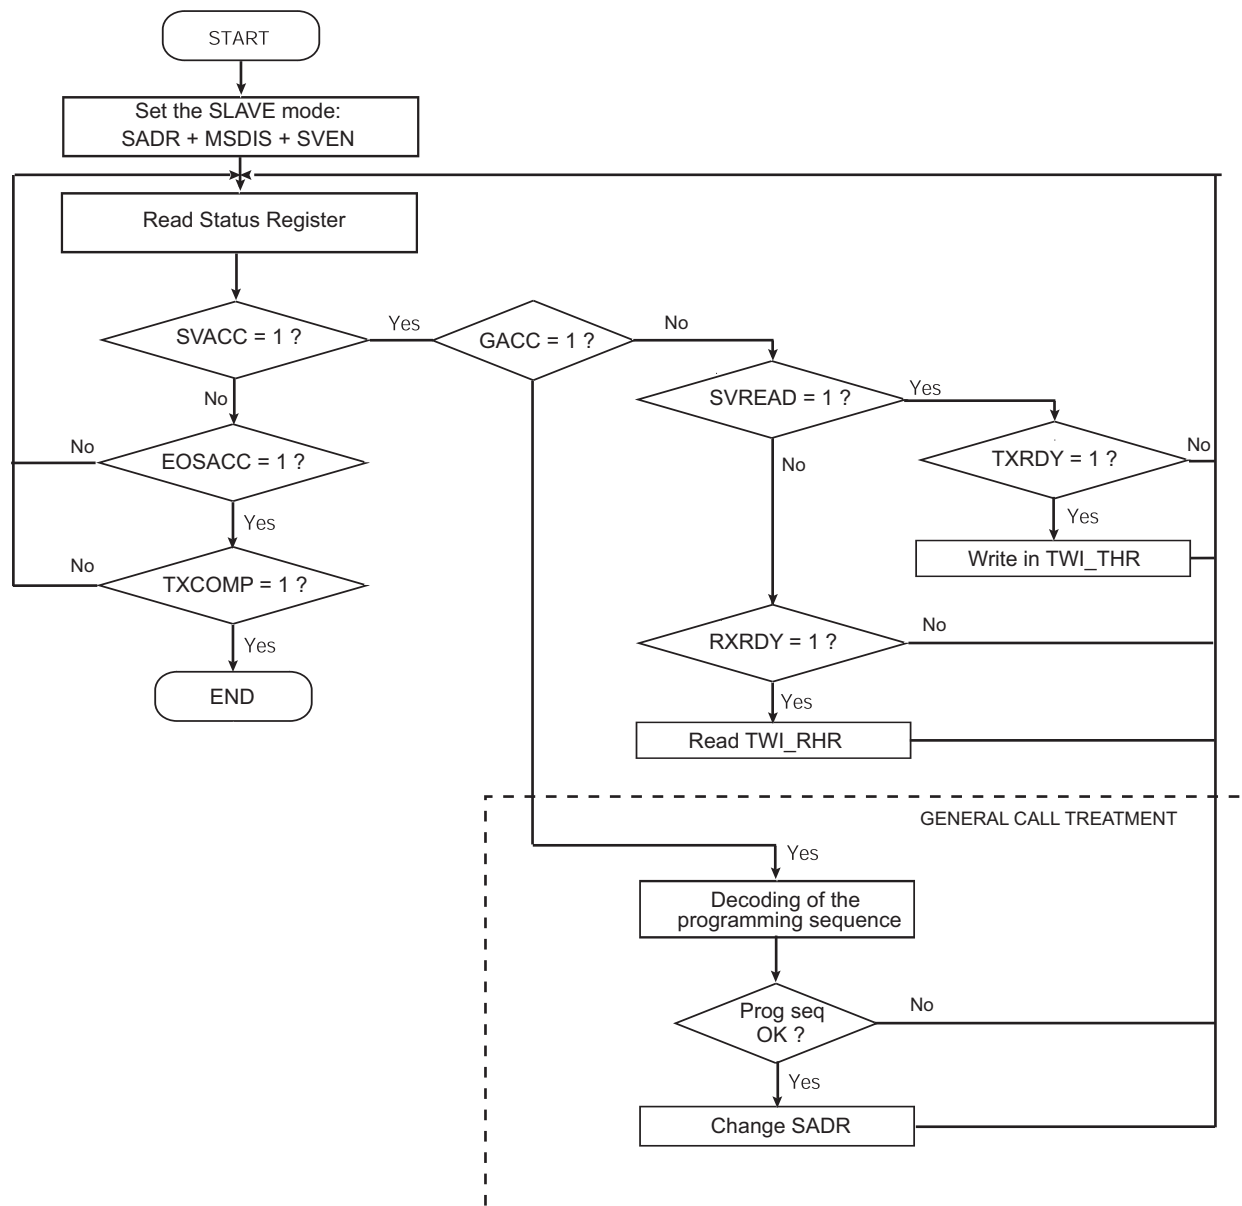 START
Set the SLAVE mode:
SADR + MSDIS + SVEN
Read Status Register
SVACC = 1 ?
Yes
GACC = 1 ?
No
SVREAD = 1 ?
Yes
No
EOSACC = 1 ?
No
TXRDY = 1 ?
No
No
Yes
Yes
Write in TWI_THR
No
TXCOMP = 1 ?
RXRDY = 1 ?
No
Yes
END
Yes
Read TWI_RHR
GENERAL CALL TREATMENT
Yes
Decoding of the
programming sequence
Prog seq
OK ?
No
Yes
Change SADR